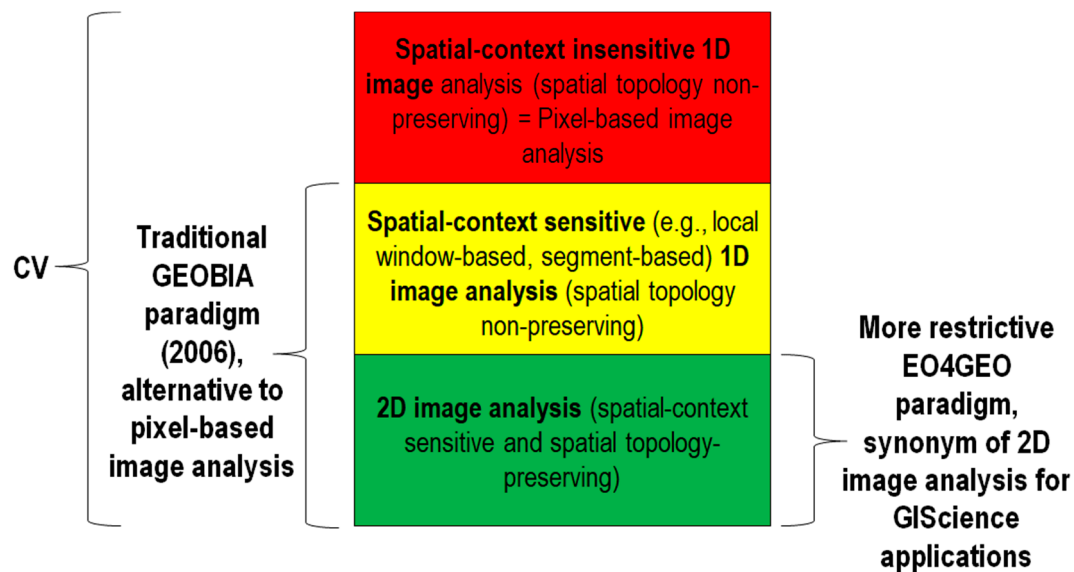 CV
Traditional
GEOBIA
paradigm
(2006),
alternative to
pixel-based
image analysis
Spatial-context insensitive 1D
image analysis (spatial topology non-
preserving) = Pixel-based image
analysis
Spatial-context sensitive (e.g., local
window-based, segment-based) 1D
image analysis (spatial topology
non-preserving)
2D image analysis (spatial-context
sensitive and spatial topology-
preserving)
More restrictive
EO4GEO
paradigm,
synonym of 2D
image analysis for
GIScience
applications